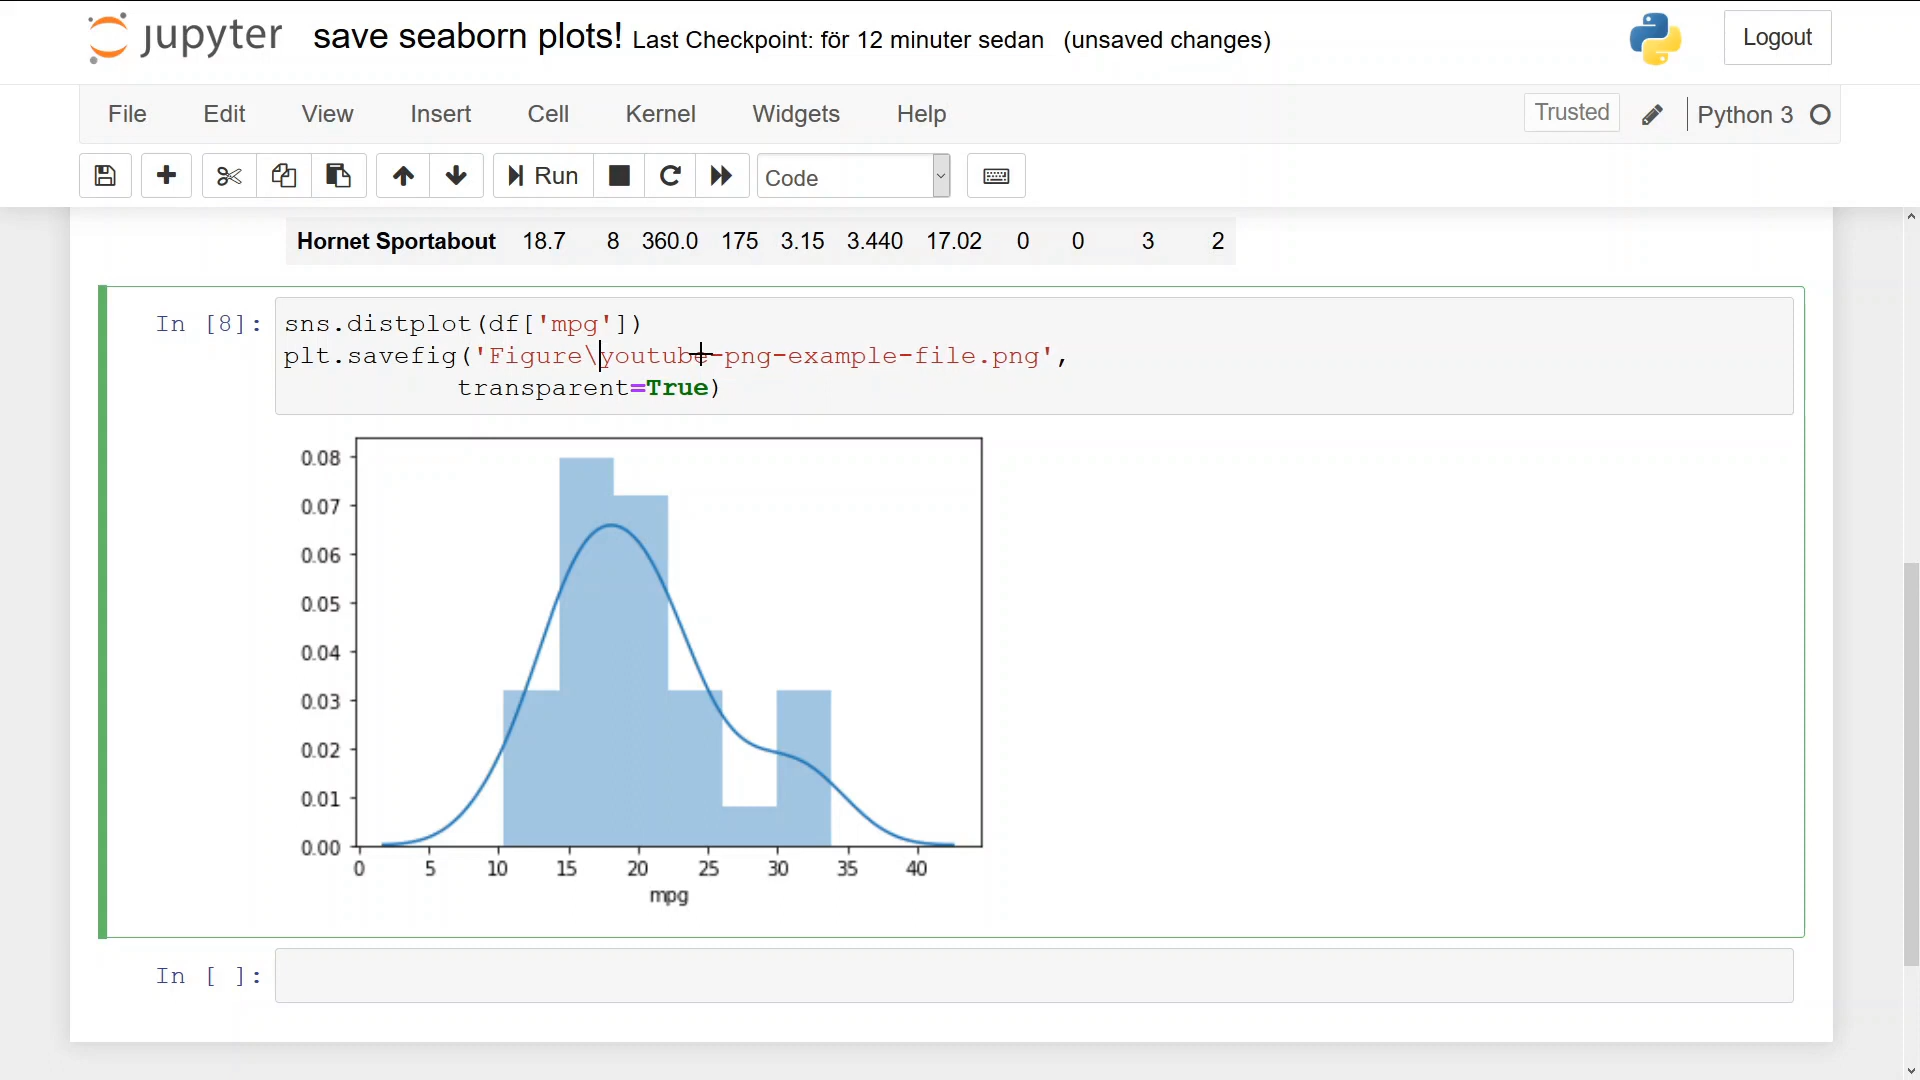 jupyter save seaborn plots! Last Checkpoint: för 12 minuter sedan (unsaved changes) Logout
File Edit View Insert Cell Kernel Widgets Help Trusted Python 3
Run Code
Hornet Sportabout 18.7 8 360.0 175 3.15 3.440 17.02 0 0 3 2
In [8]: sns.distplot(df['mpg'])
plt.savefig('Figure\youtube-png-example-file.png',
transparent=True)
0.08
0.07
0.06
0.05
0.04
0.03
0.02
0.01
0.00
0 5 10 15 20 25 30 35 40
mpg
In [ ]: